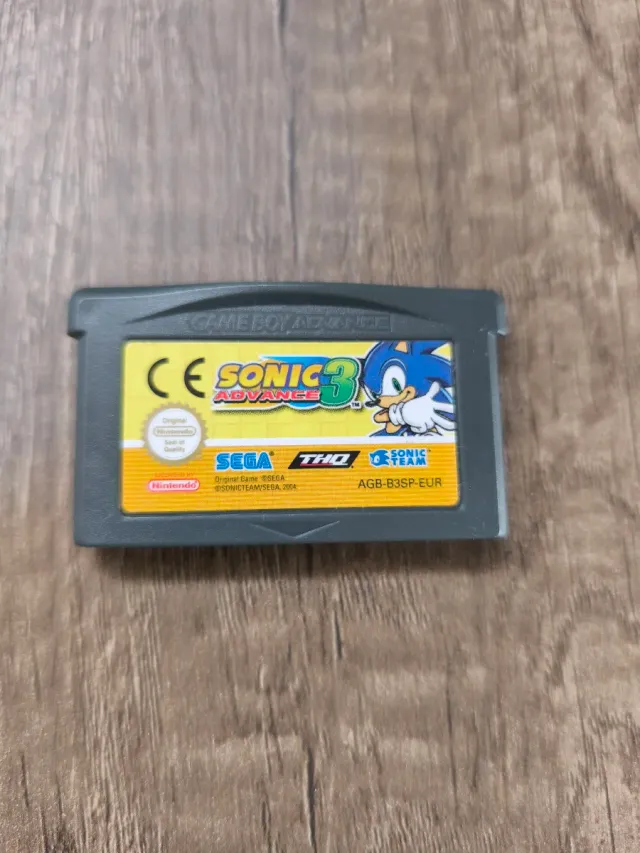 GAME BOY ADVANCE
CE
SONIC
ADVANCE 3
TM
Original
Nintendo
Seal of
Quality
SEGA
THQ
SONIC
TEAM
Nintendo
Original Game ©SEGA
©SONICTEAM/SEGA, 2004.
AGB-B3SP-EUR